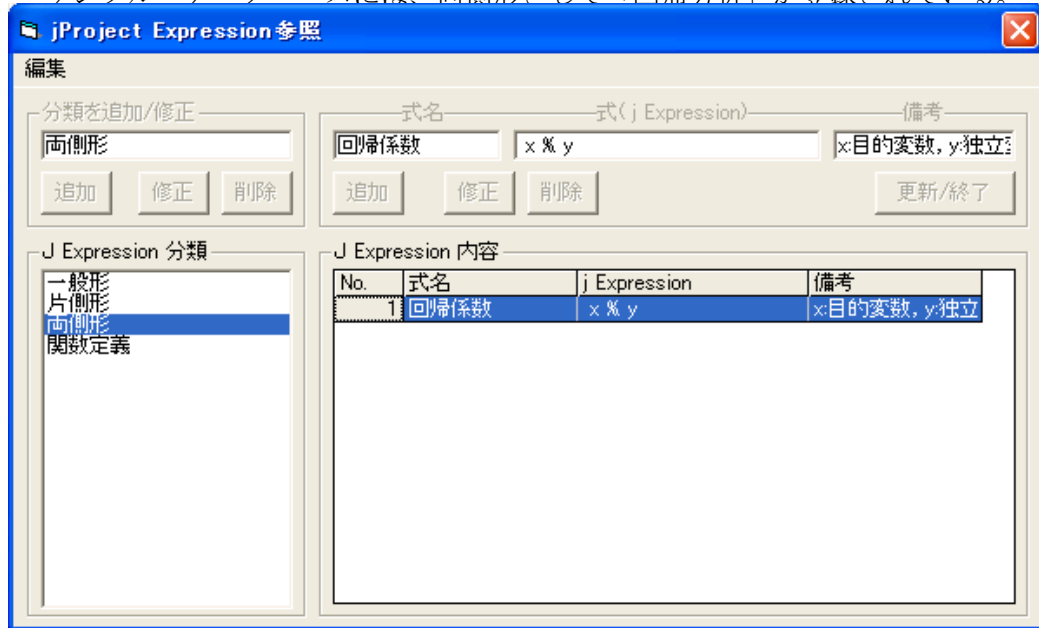 jProject Expression参照
編集
分類を追加/修正
両側形
追加 修正 削除
式名 式(j Expression) 備考
回帰係数 x %. y x:目的変数, y:独立
追加 修正 削除 更新/終了
J Expression 分類
一般形
片側形
両側形
関数定義
J Expression 内容
No. 式名 j Expression 備考
1 回帰係数 x %. y x:目的変数, y:独立